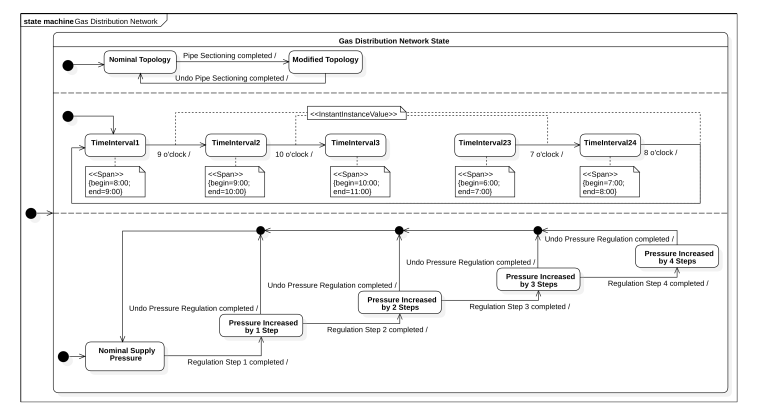 state machine Gas Distribution Network
Gas Distribution Network State
Nominal Topology
Pipe Sectioning completed /
Modified Topology
Undo Pipe Sectioning completed /
<<InstantInstanceValue>>
TimeInterval1
9 o'clock /
TimeInterval2
10 o'clock /
TimeInterval3
TimeInterval23
7 o'clock /
TimeInterval24
8 o'clock /
<<Span>>
{begin=8:00;
end=9:00}
<<Span>>
{begin=9:00;
end=10:00}
<<Span>>
{begin=10:00;
end=11:00}
<<Span>>
{begin=6:00;
end=7:00}
<<Span>>
{begin=7:00;
end=8:00}
Undo Pressure Regulation completed /
Pressure Increased
by 4 Steps
Undo Pressure Regulation completed /
Pressure Increased
by 3 Steps
Regulation Step 4 completed /
Undo Pressure Regulation completed /
Pressure Increased
by 2 Steps
Regulation Step 3 completed /
Undo Pressure Regulation completed /
Pressure Increased
by 1 Step
Regulation Step 2 completed /
Nominal Supply
Pressure
Regulation Step 1 completed /